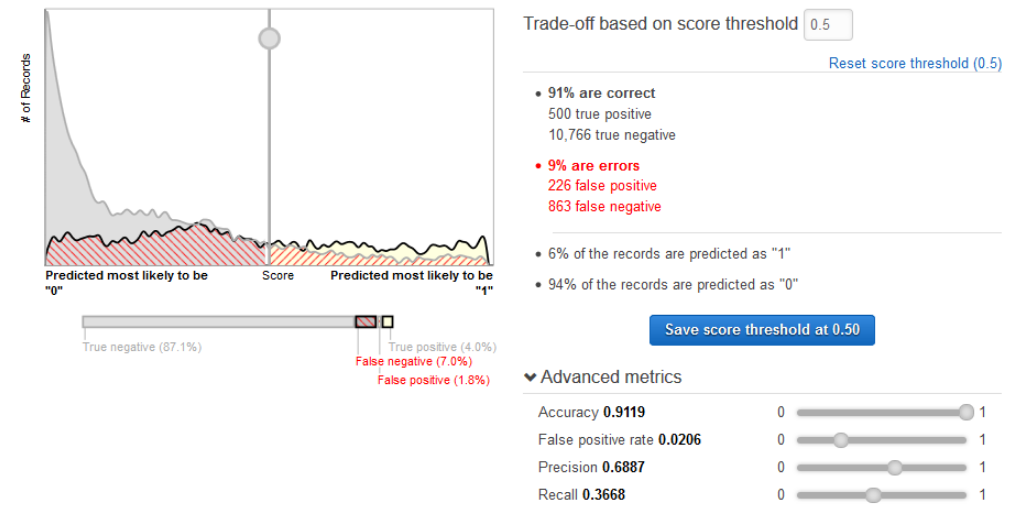 # of Records
Predicted most likely to be "0"
Score
Predicted most likely to be "1"
True negative (87.1%)
True positive (4.0%)
False negative (7.0%)
False positive (1.8%)
Trade-off based on score threshold 0.5
Reset score threshold (0.5)
• 91% are correct
500 true positive
10,766 true negative
• 9% are errors
226 false positive
863 false negative
• 6% of the records are predicted as "1"
• 94% of the records are predicted as "0"
Save score threshold at 0.50
Advanced metrics
Accuracy 0.9119 0 1
False positive rate 0.0206 0 1
Precision 0.6887 0 1
Recall 0.3668 0 1